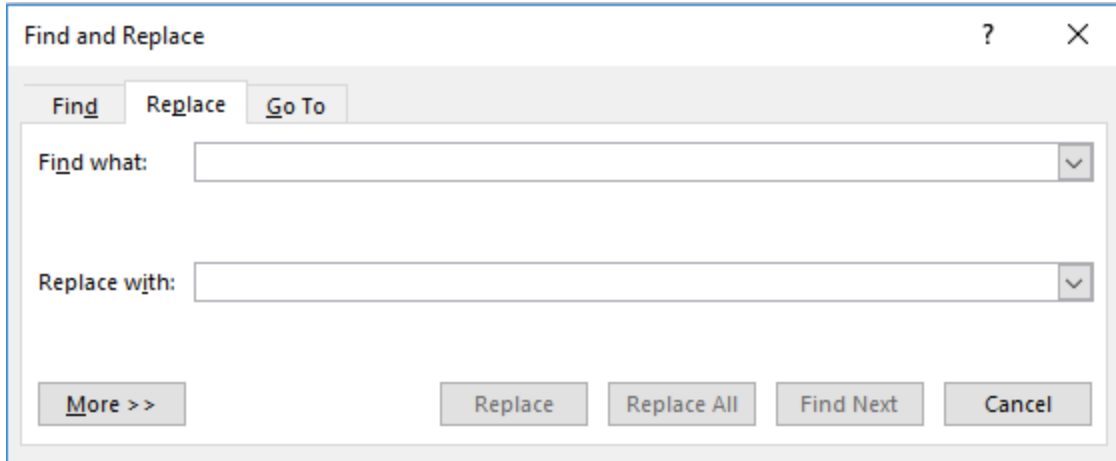 Find and Replace ?
Find Replace Go To
Find what:
Replace with:
More >> Replace Replace All Find Next Cancel